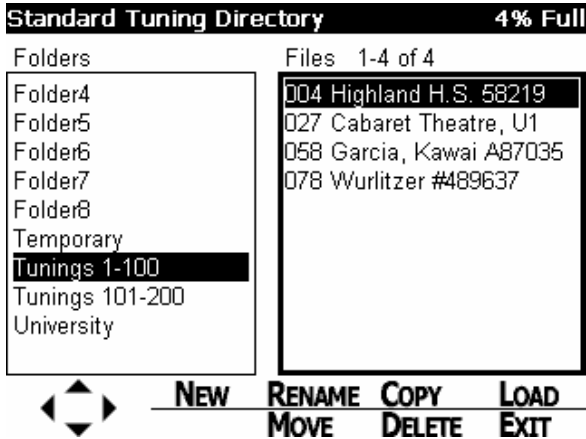 Standard Tuning Directory 4% Full
Folders
Folder4
Folder5
Folder6
Folder7
Folder8
Temporary
Tunings 1-100
Tunings 101-200
University
Files 1-4 of 4
004 Highland H.S. 58219
027 Cabaret Theatre, U1
058 Garcia, Kawai A87035
078 Wurlitzer #489637
NEW RENAME COPY LOAD
MOVE DELETE EXIT